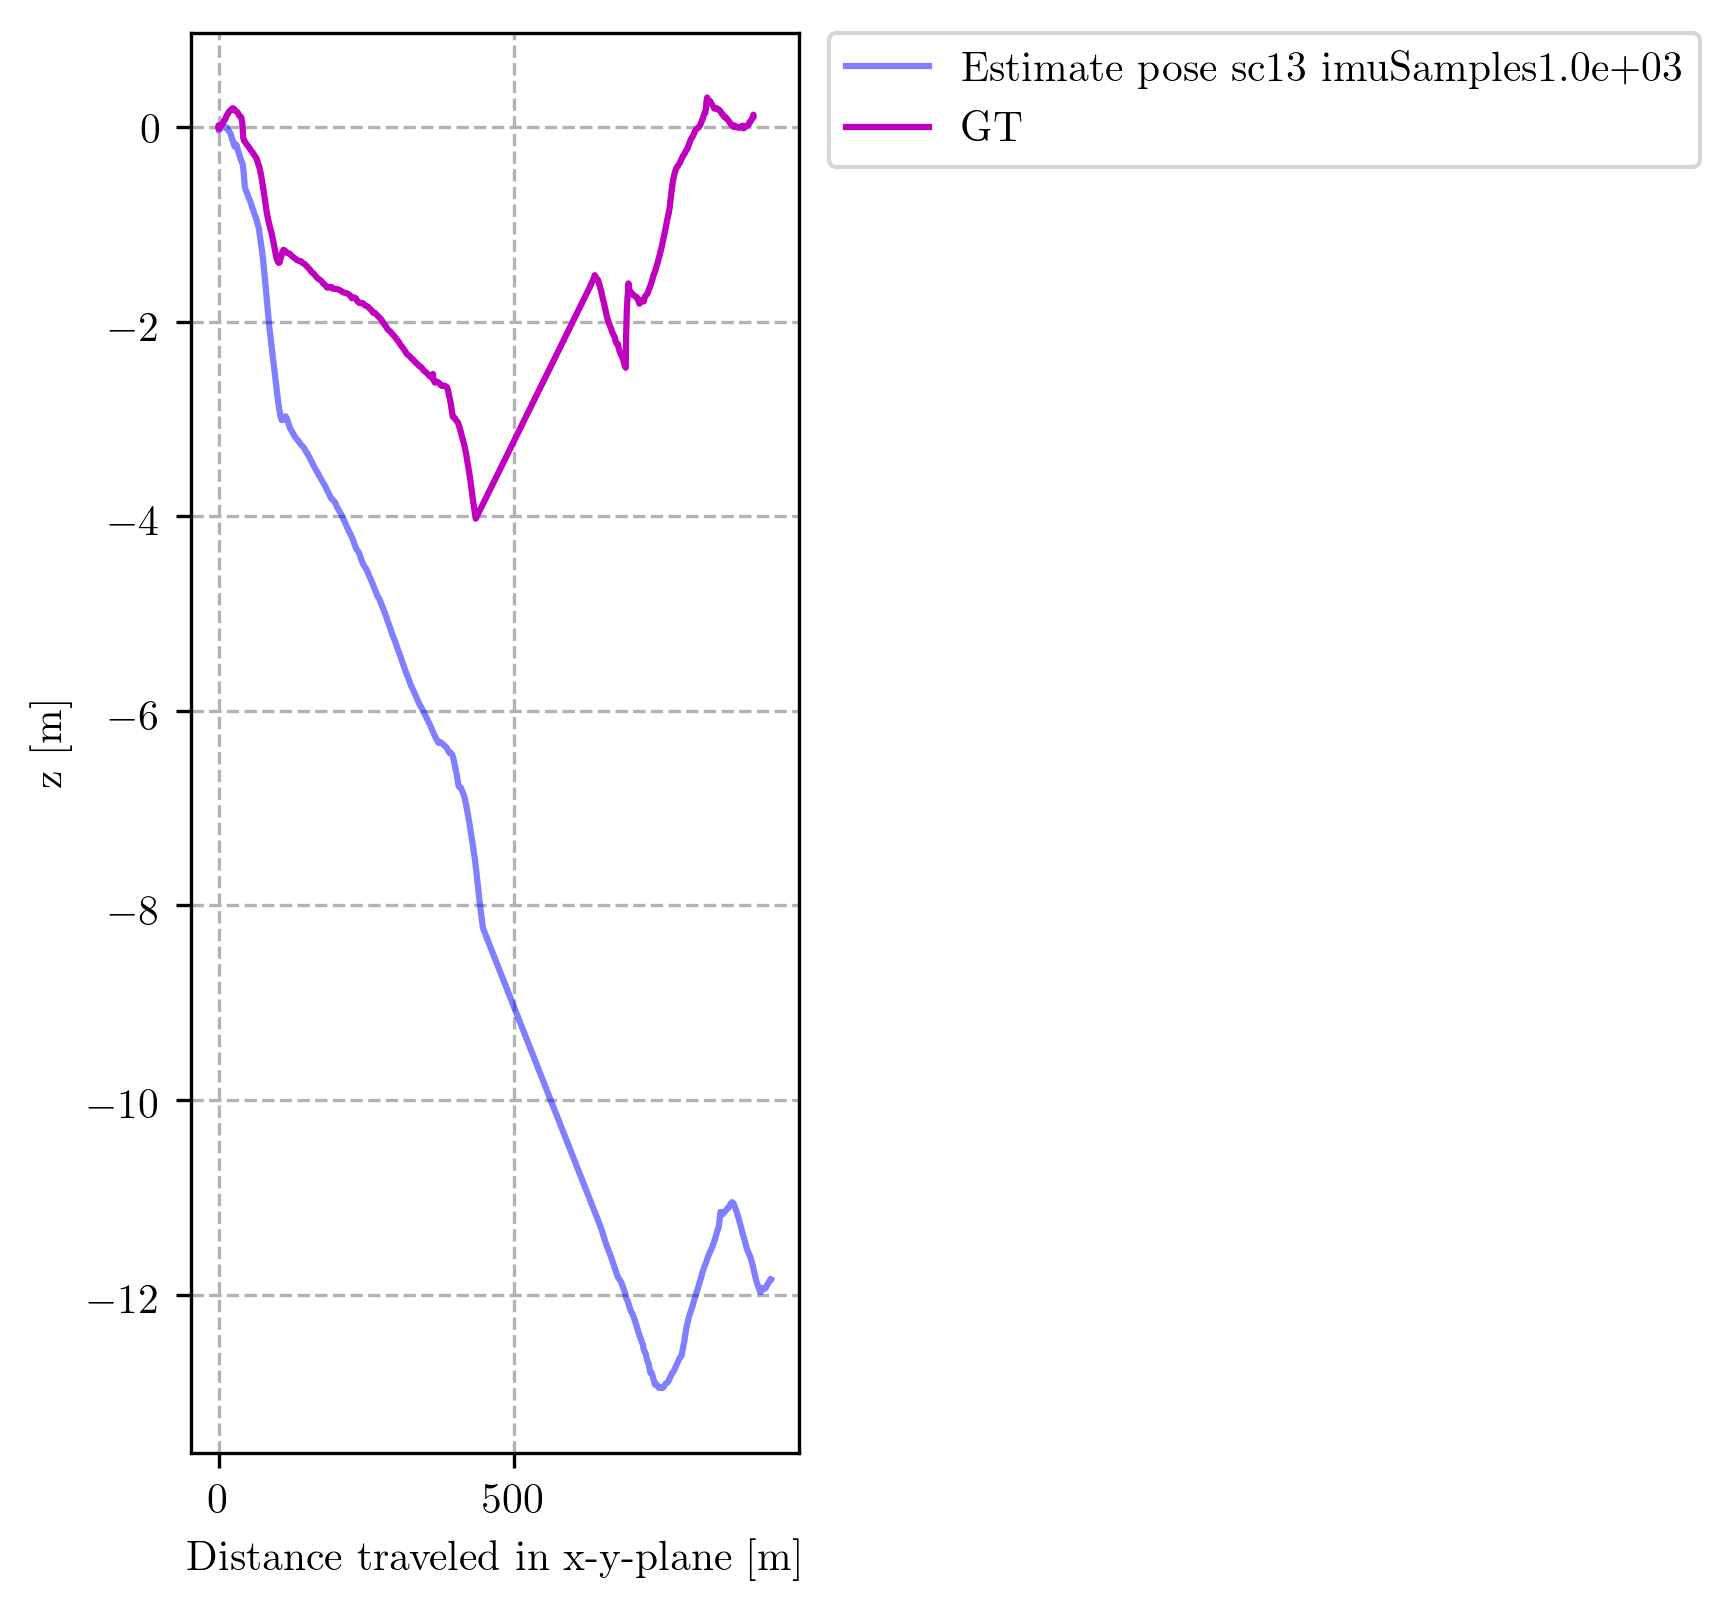 Estimate pose sc13 imuSamples1.0e+03
GT
0
−2
−4
−6
−8
−10
−12
z [m]
0 500
Distance traveled in x-y-plane [m]